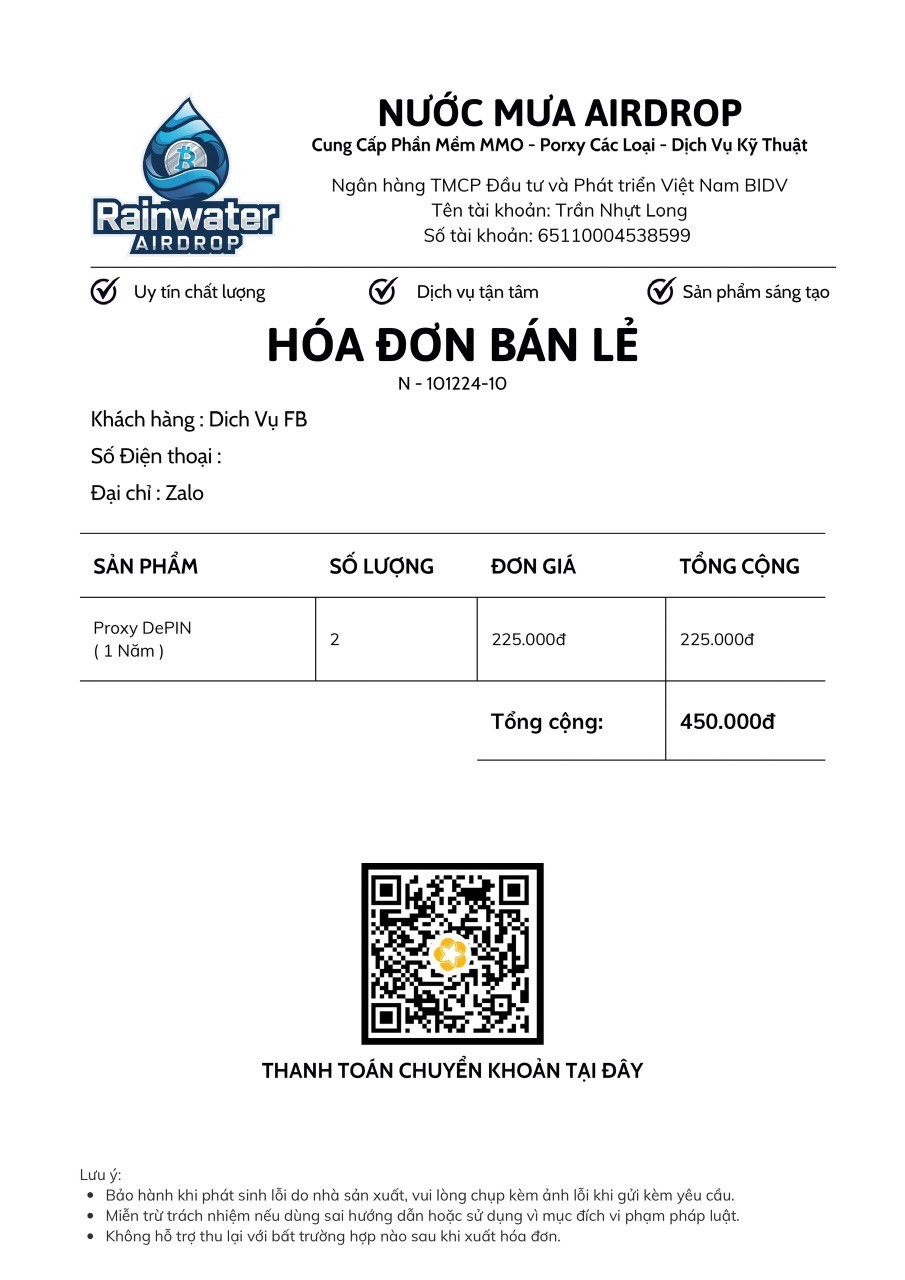 Rainwater
AIRDROP
NƯỚC MƯA AIRDROP
Cung Cấp Phần Mềm MMO - Porxy Các Loại - Dịch Vụ Kỹ Thuật
Ngân hàng TMCP Đầu tư và Phát triển Việt Nam BIDV
Tên tài khoản: Trần Nhựt Long
Số tài khoản: 65110004538599
Uy tín chất lượng Dịch vụ tận tâm Sản phẩm sáng tạo
HÓA ĐƠN BÁN LẺ
N - 101224-10
Khách hàng : Dich Vụ FB
Số Điện thoại :
Đại chỉ : Zalo
SẢN PHẨM SỐ LƯỢNG ĐƠN GIÁ TỔNG CỘNG
Proxy DePIN
( 1 Năm ) 2 225.000đ 225.000đ
Tổng cộng: 450.000đ
THANH TOÁN CHUYỂN KHOẢN TẠI ĐÂY
Lưu ý:
• Bảo hành khi phát sinh lỗi do nhà sản xuất, vui lòng chụp kèm ảnh lỗi khi gửi kèm yêu cầu.
• Miễn trừ trách nhiệm nếu dùng sai hướng dẫn hoặc sử dụng vì mục đích vi phạm pháp luật.
• Không hỗ trợ thu lại với bất trường hợp nào sau khi xuất hóa đơn.